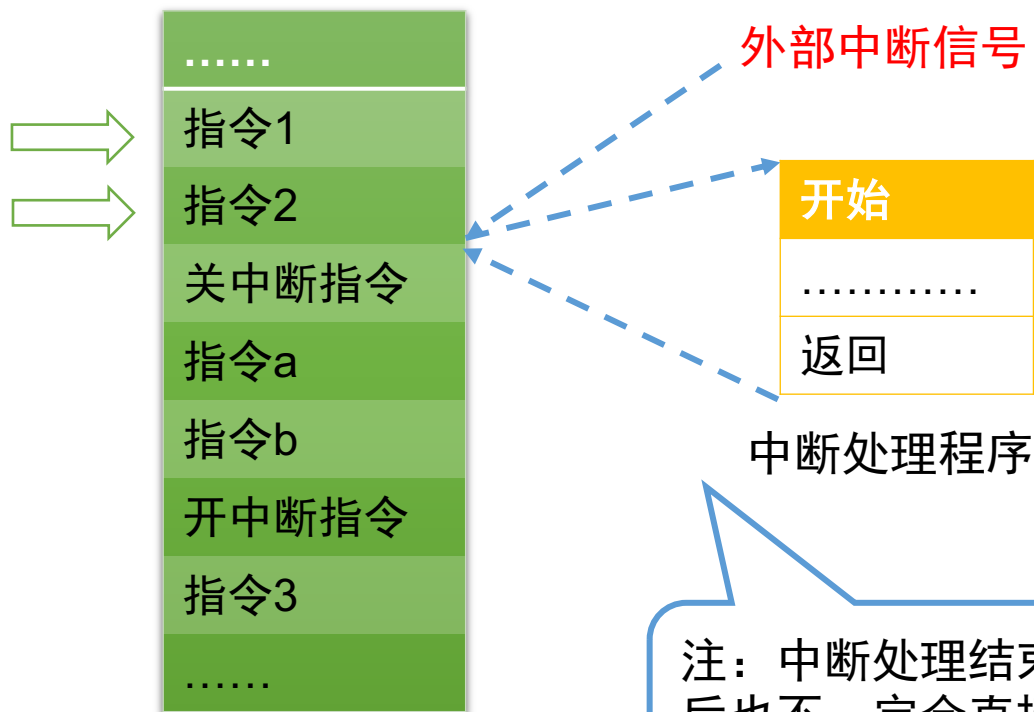 ……
指令1
指令2
关中断指令
指令a
指令b
开中断指令
指令3
……
外部中断信号
开始
…………
返回
中断处理程序
注：中断处理结